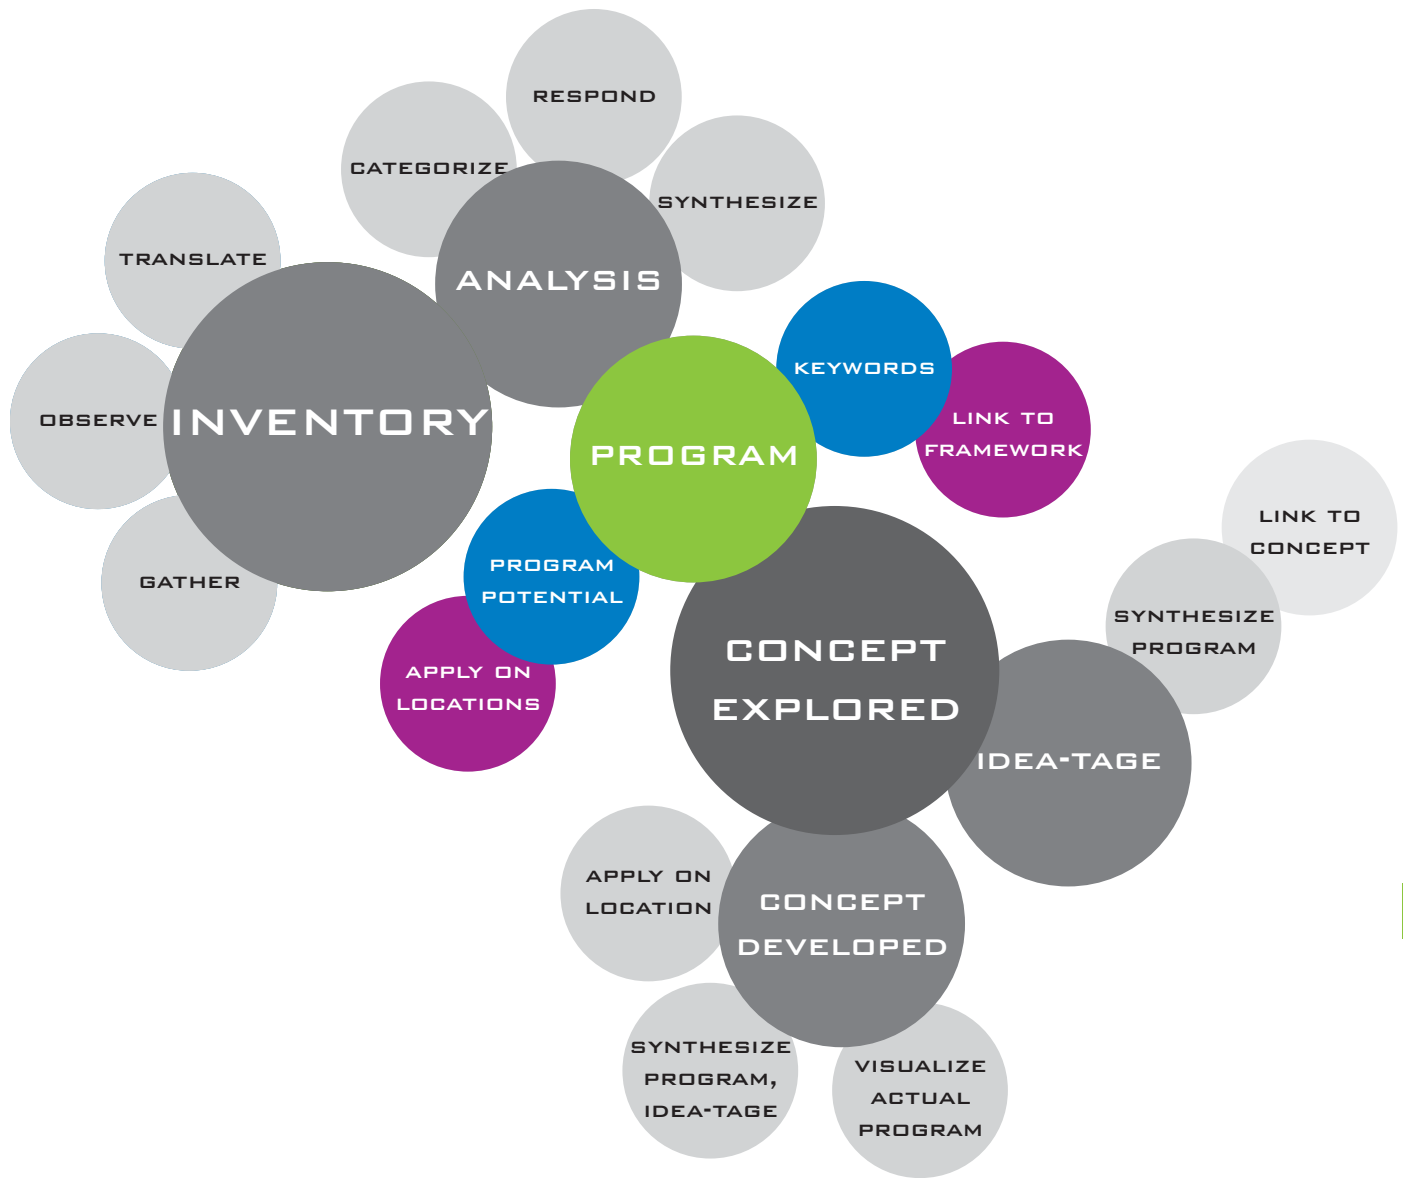 RESPOND
CATEGORIZE
SYNTHESIZE
TRANSLATE
ANALYSIS
KEYWORDS
OBSERVE
INVENTORY
LINK TO
FRAMEWORK
PROGRAM
LINK TO
CONCEPT
GATHER
PROGRAM
POTENTIAL
SYNTHESIZE
PROGRAM
APPLY ON
LOCATIONS
CONCEPT
EXPLORED
IDEA-TAGE
APPLY ON
LOCATION
CONCEPT
DEVELOPED
SYNTHESIZE
PROGRAM,
IDEA-TAGE
VISUALIZE
ACTUAL
PROGRAM